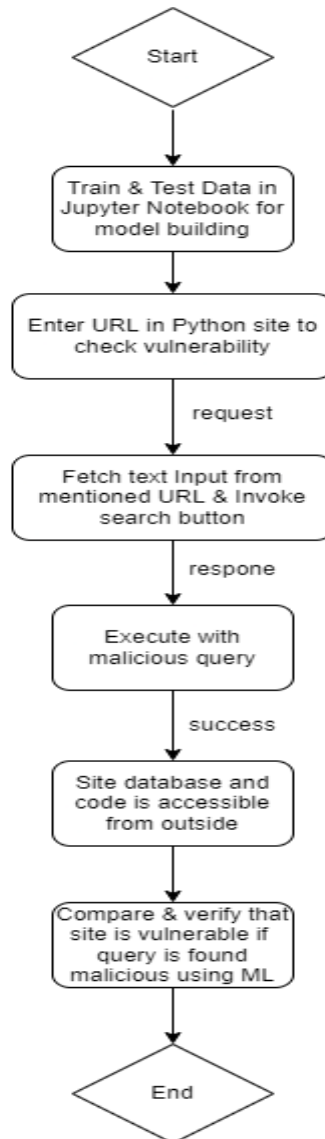 Start
Train & Test Data in
Jupyter Notebook for
model building
Enter URL in Python site to
check vulnerability
request
Fetch text Input from
mentioned URL & Invoke
search button
respone
Execute with
malicious query
success
Site database and
code is accessible
from outside
Compare & verify that
site is vulnerable if
query is found
malicious using ML
End